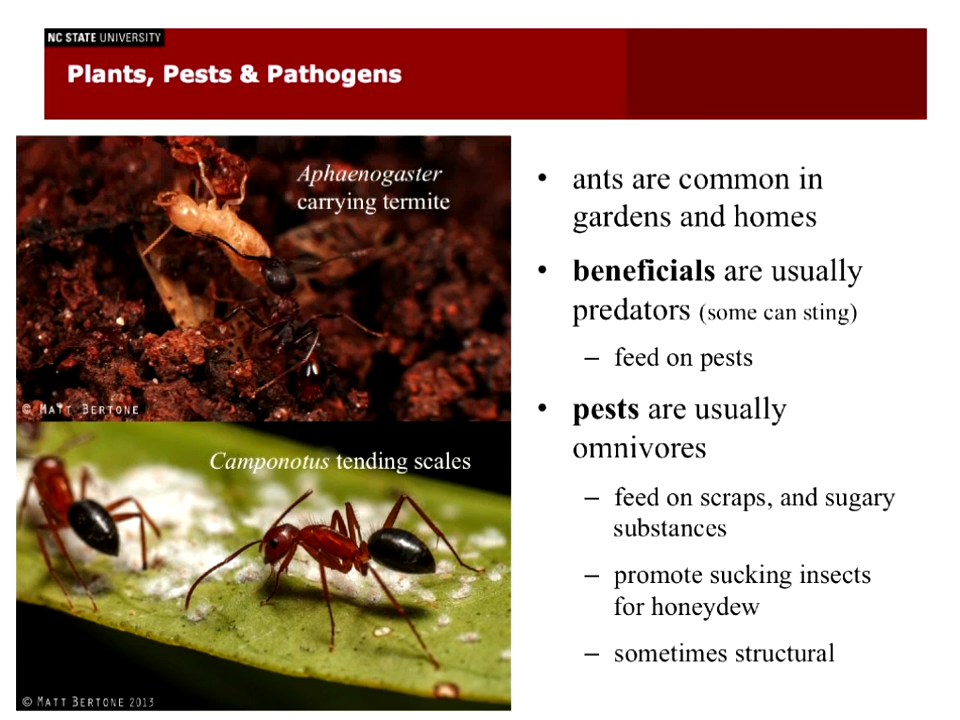 NC STATE UNIVERSITY
Plants, Pests & Pathogens
Aphaenogaster
carrying termite
© MATT BERTONE
Camponotus tending scales
© MATT BERTONE 2013
• ants are common in
gardens and homes
• beneficials are usually
predators (some can sting)
– feed on pests
• pests are usually
omnivores
– feed on scraps, and sugary
substances
– promote sucking insects
for honeydew
– sometimes structural